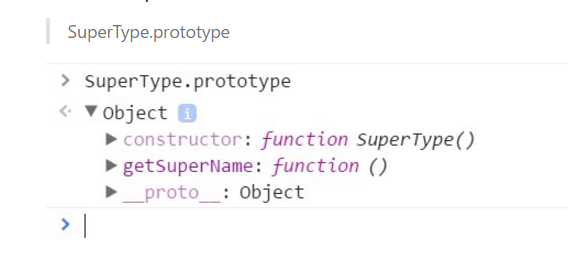 SuperType.prototype
> SuperType.prototype
<· ▼ Object i
▶ constructor: function SuperType()
▶ getSuperName: function ()
▶ __proto__: Object
>